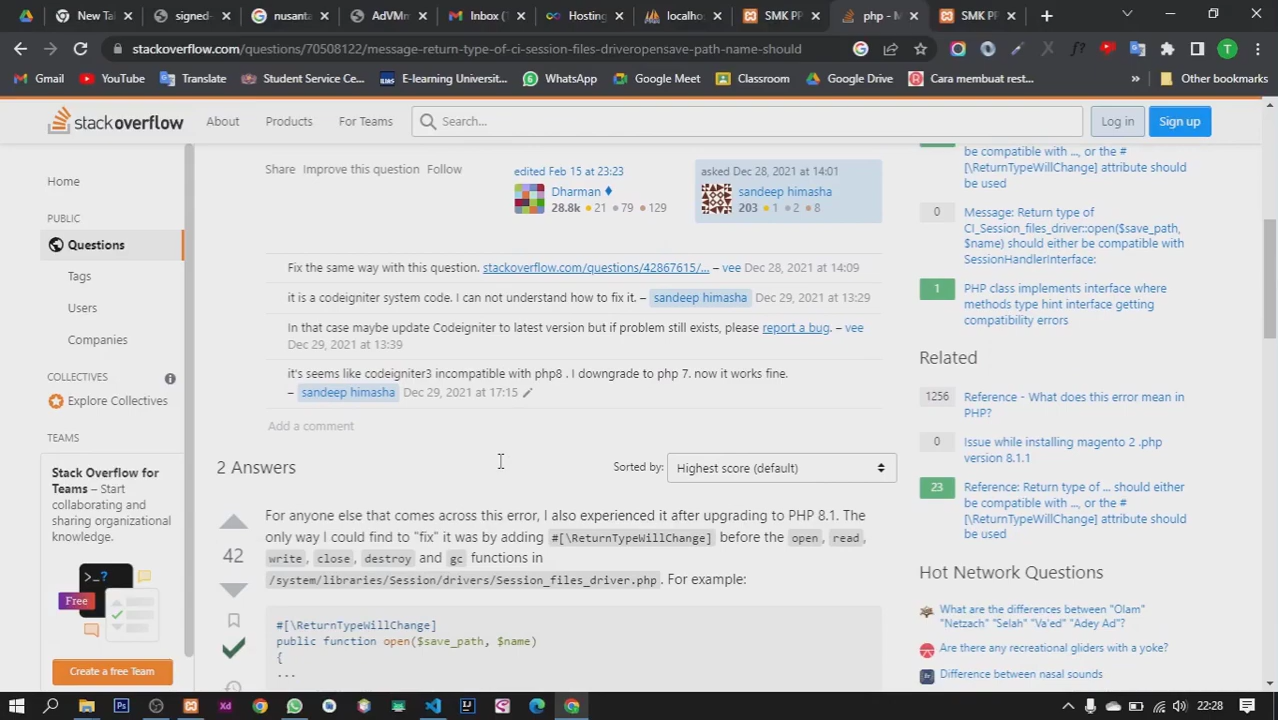 New Tal
signed-
nusanta
AdVM
Inbox (
Hosting
localho
SMK PP
php - M
SMK PP
stackoverflow.com/questions/70508122/message-return-type-of-ci-session-files-driveropensave-path-name-should
T
Gmail
YouTube
Translate
Student Service Ce...
E-learning Universit...
WhatsApp
Google Meet
Classroom
Google Drive
Cara membuat rest...
»
Other bookmarks
stackoverflow
About
Products
For Teams
Search...
Log in
Sign up
Home
PUBLIC
Questions
Tags
Users
Companies
COLLECTIVES
Explore Collectives
TEAMS
Stack Overflow for
Teams – Start
collaborating and
sharing organizational
knowledge.
>_?
Free
Create a free Team
Share Improve this question Follow
edited Feb 15 at 23:23
Dharman ♦
28.8k 21 79 129
asked Dec 28, 2021 at 14:01
sandeep himasha
203 1 2 8
Fix the same way with this question. stackoverflow.com/questions/42867615/... – vee Dec 28, 2021 at 14:09
it is a codeigniter system code. I can not understand how to fix it. – sandeep himasha Dec 29, 2021 at 13:29
In that case maybe update Codeigniter to latest version but if problem still exists, please report a bug. – vee
Dec 29, 2021 at 13:39
it's seems like codeigniter3 incompatible with php8 . I downgrade to php 7. now it works fine.
– sandeep himasha Dec 29, 2021 at 17:15
Add a comment
2 Answers
Sorted by:
Highest score (default)
42
For anyone else that comes across this error, I also experienced it after upgrading to PHP 8.1. The
only way I could find to "fix" it was by adding #[\ReturnTypeWillChange] before the open, read,
write, close, destroy and gc functions in
/system/libraries/Session/drivers/Session_files_driver.php. For example:
#[\ReturnTypeWillChange]
public function open($save_path, $name)
{
...
be compatible with ..., or the #
[\ReturnTypeWillChange] attribute should
be used
0
Message: Return type of
CI_Session_files_driver::open($save_path,
$name) should either be compatible with
SessionHandlerInterface:
1
PHP class implements interface where
methods type hint interface getting
compatibility errors
Related
1256
Reference - What does this error mean in
PHP?
0
Issue while installing magento 2 .php
version 8.1.1
23
Reference: Return type of ... should either
be compatible with ..., or the #
[\ReturnTypeWillChange] attribute should
be used
Hot Network Questions
What are the differences between "Olam"
"Netzach" "Selah" "Va'ed" "Adey Ad"?
Are there any recreational gliders with a yoke?
Difference between nasal sounds
22:28